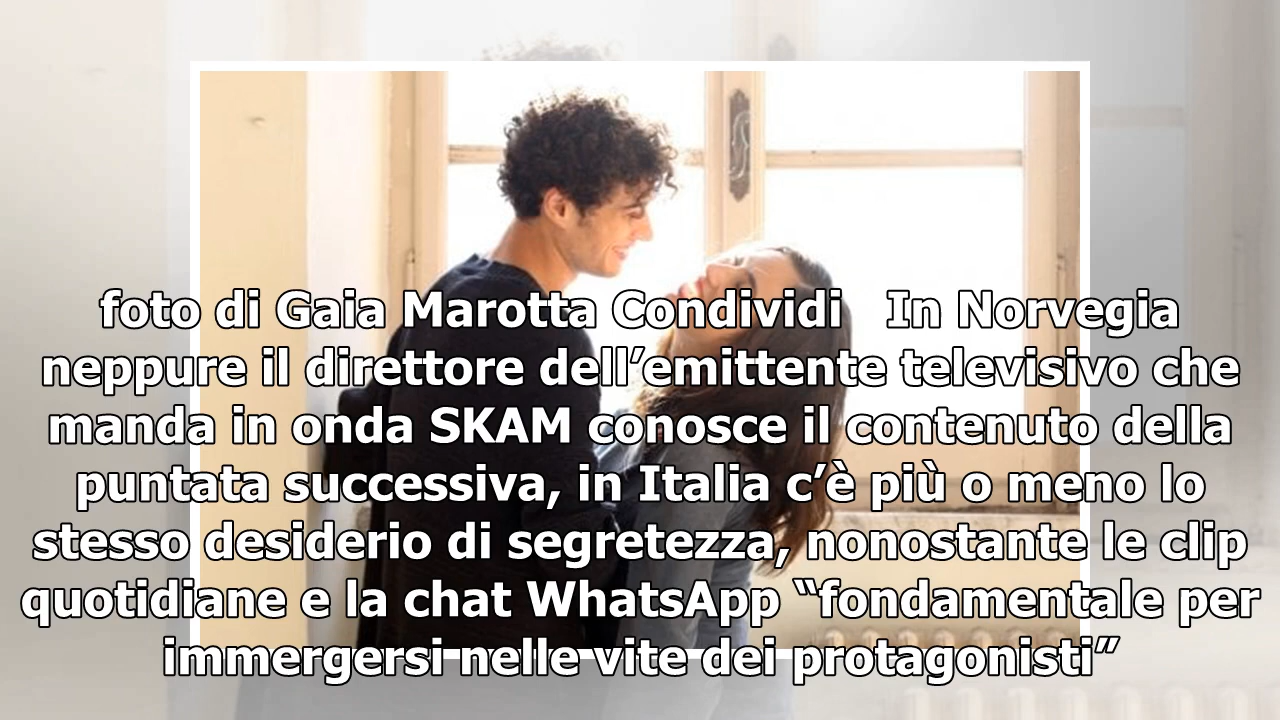 foto di Gaia Marotta Condividi   In Norvegia
neppure il direttore dell’emittente televisivo che
manda in onda SKAM conosce il contenuto della
puntata successiva, in Italia c’è più o meno lo
stesso desiderio di segretezza, nonostante le clip
quotidiane e la chat WhatsApp “fondamentale per
immergersi nelle vite dei protagonisti”